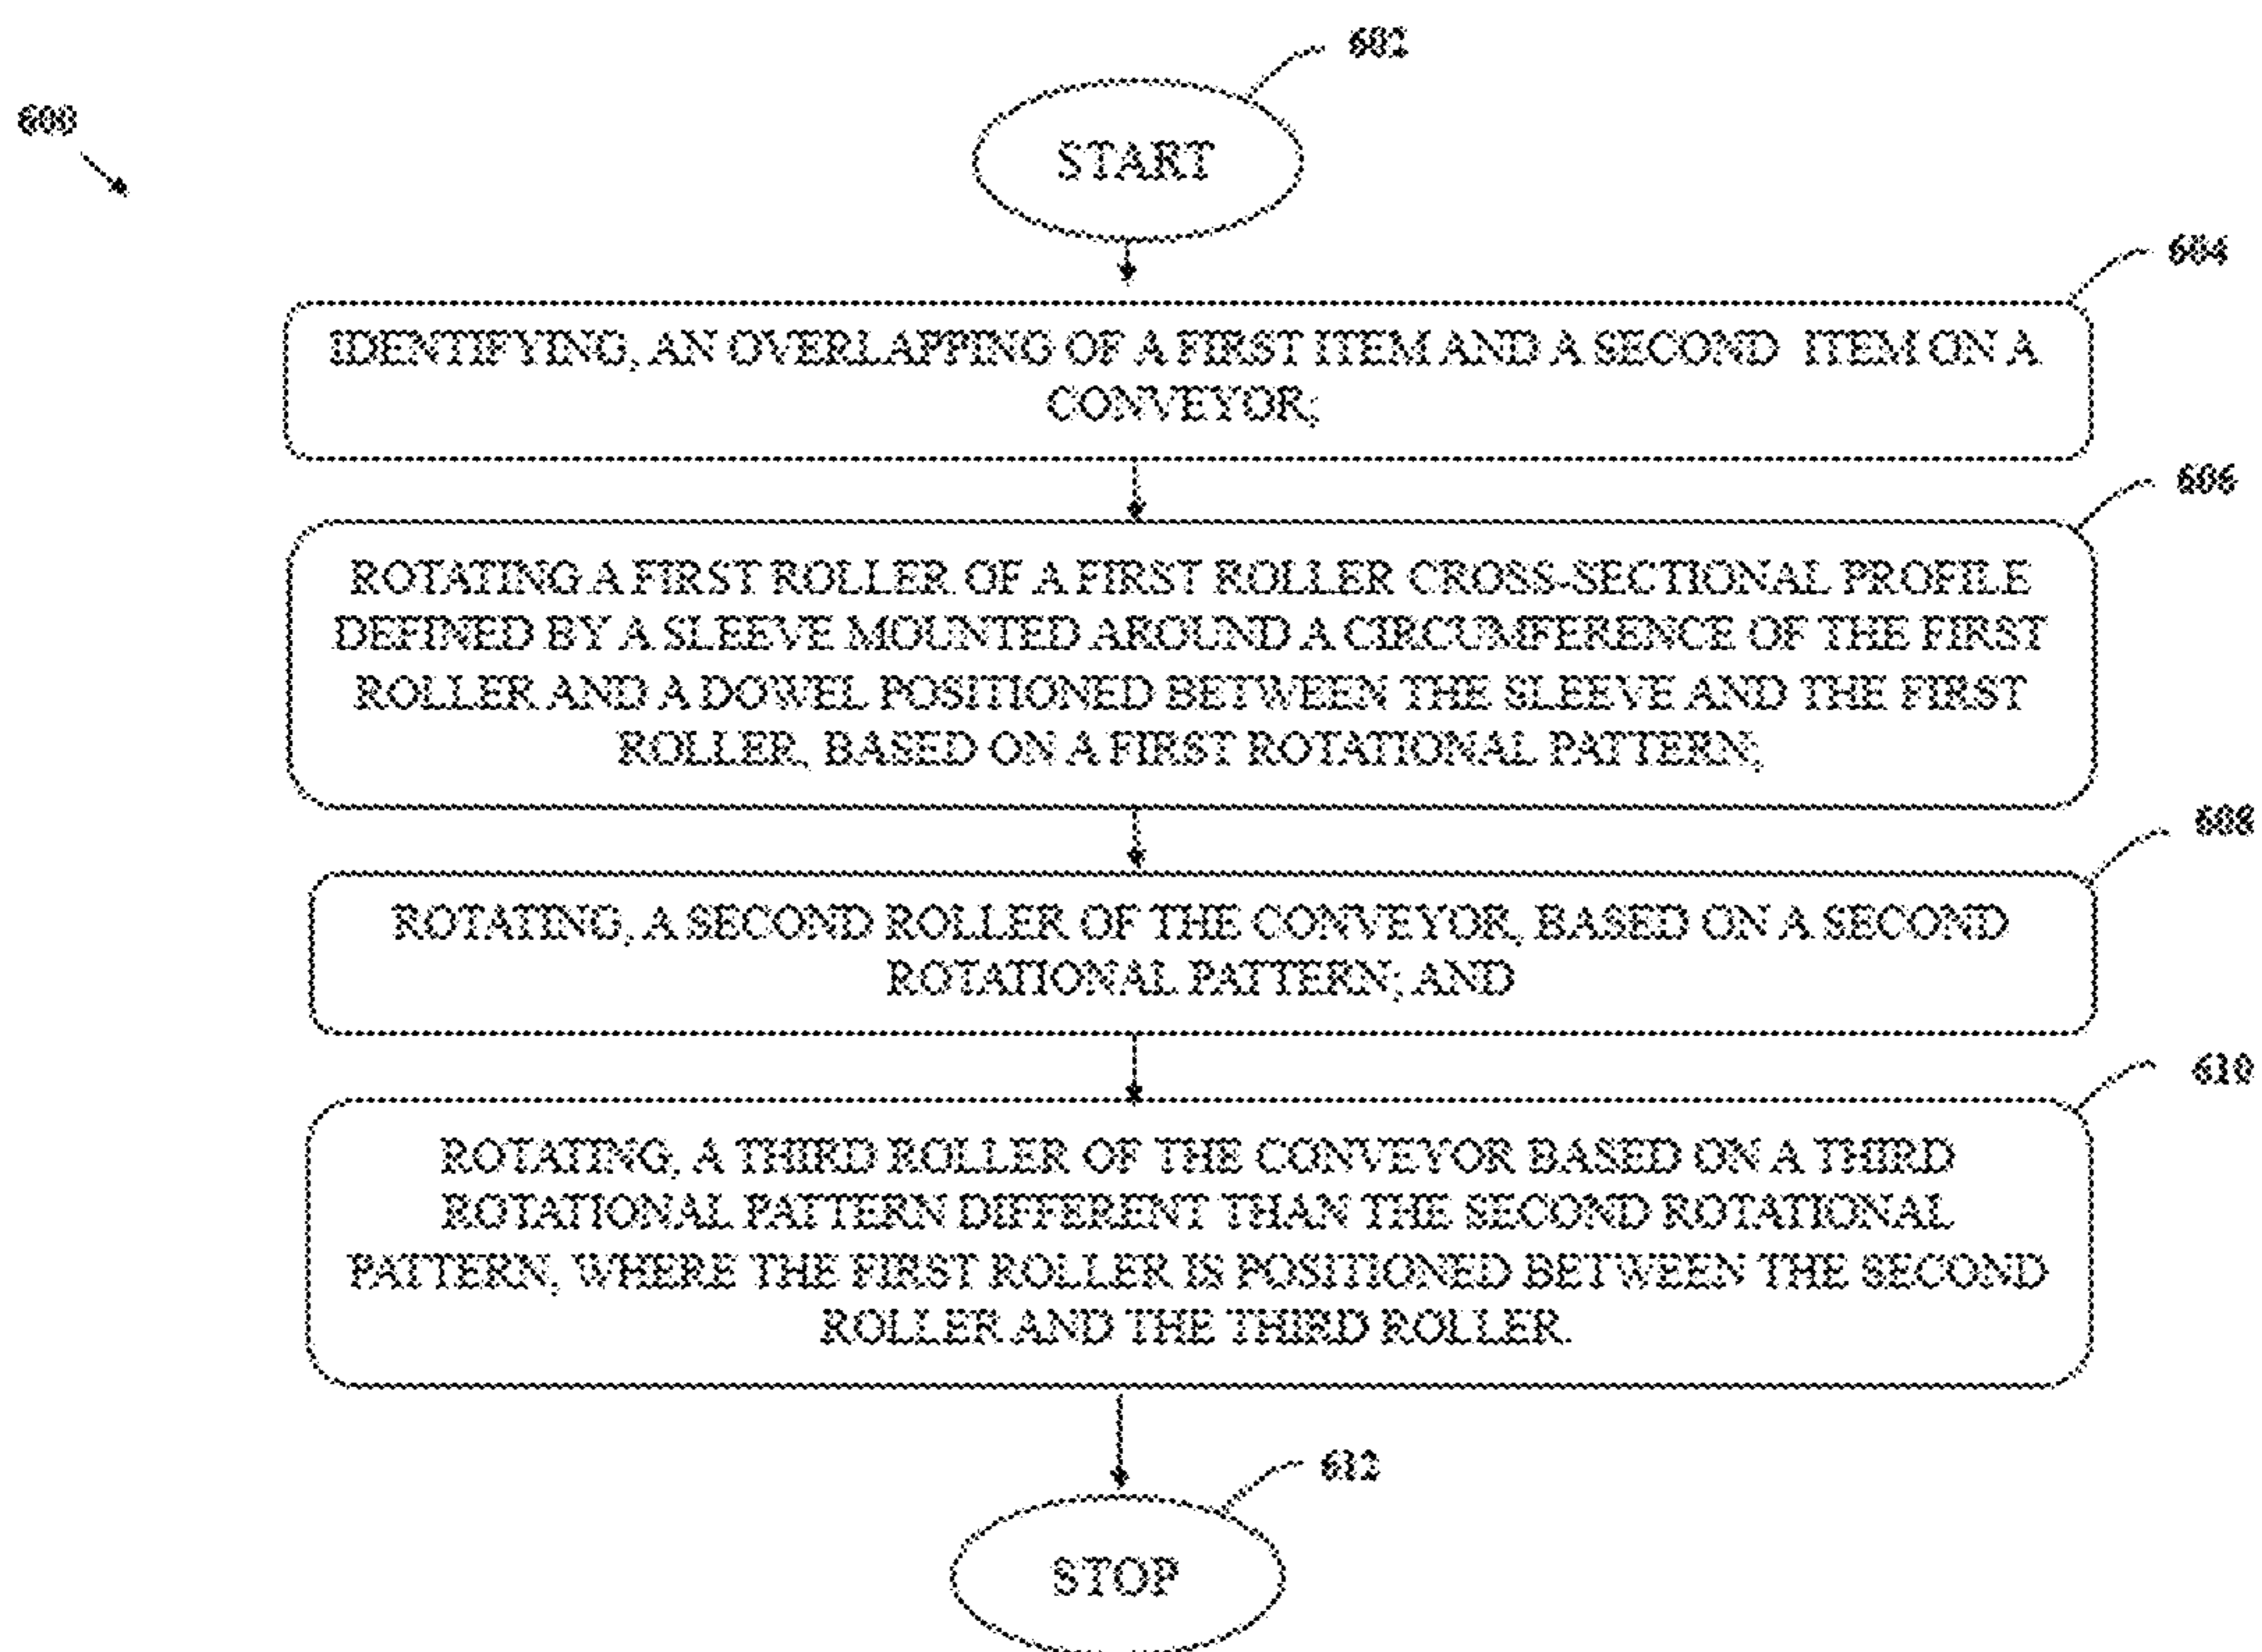 602
600
START
604
IDENTIFYING, AN OVERLAPPING OF A FIRST ITEM AND A SECOND ITEM ON A
CONVEYOR;
606
ROTATING A FIRST ROLLER OF A FIRST ROLLER CROSS-SECTIONAL PROFILE
DEFINED BY A SLEEVE MOUNTED AROUND A CIRCUMFERENCE OF THE FIRST
ROLLER AND A DOWEL POSITIONED BETWEEN THE SLEEVE AND THE FIRST
ROLLER, BASED ON A FIRST ROTATIONAL PATTERN;
608
ROTATING, A SECOND ROLLER OF THE CONVEYOR, BASED ON A SECOND
ROTATIONAL PATTERN; AND
610
ROTATING, A THIRD ROLLER OF THE CONVEYOR BASED ON A THIRD
ROTATIONAL PATTERN DIFFERENT THAN THE SECOND ROTATIONAL
PATTERN, WHERE THE FIRST ROLLER IS POSITIONED BETWEEN THE SECOND
ROLLER AND THE THIRD ROLLER.
612
STOP